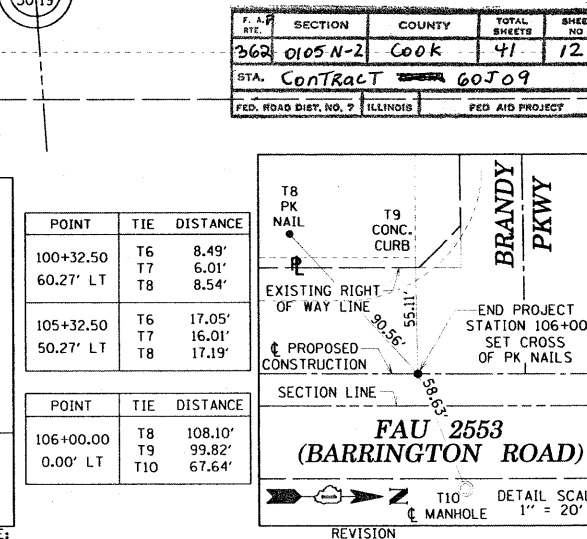 30+19
F. A. P RTE. SECTION COUNTY TOTAL SHEETS SHEE NO
362 0105 N-2 COOK 41 12
STA. CONTRACT 60J09
FED. ROAD DIST. NO. 7 ILLINOIS FED AID PROJECT
POINT TIE DISTANCE
100+32.50 60.27' LT
T6 8.49'
T7 6.01'
T8 8.54'
105+32.50 50.27' LT
T6 17.05'
T7 16.01'
T8 17.19'
POINT TIE DISTANCE
106+00.00 0.00' LT
T8 108.10'
T9 99.82'
T10 67.64'
T8
PK
NAIL
T9
CONC.
CURB
BRANDY
PKWY
EXISTING RIGHT
OF WAY LINE
90.56'
55.11'
58.63'
END PROJECT
STATION 106+00
SET CROSS
OF PK NAILS
℄ PROPOSED
CONSTRUCTION
SECTION LINE
FAU 2553
(BARRINGTON ROAD)
N
T10
℄ MANHOLE
DETAIL SCAL
1" = 20'
REVISION
E: